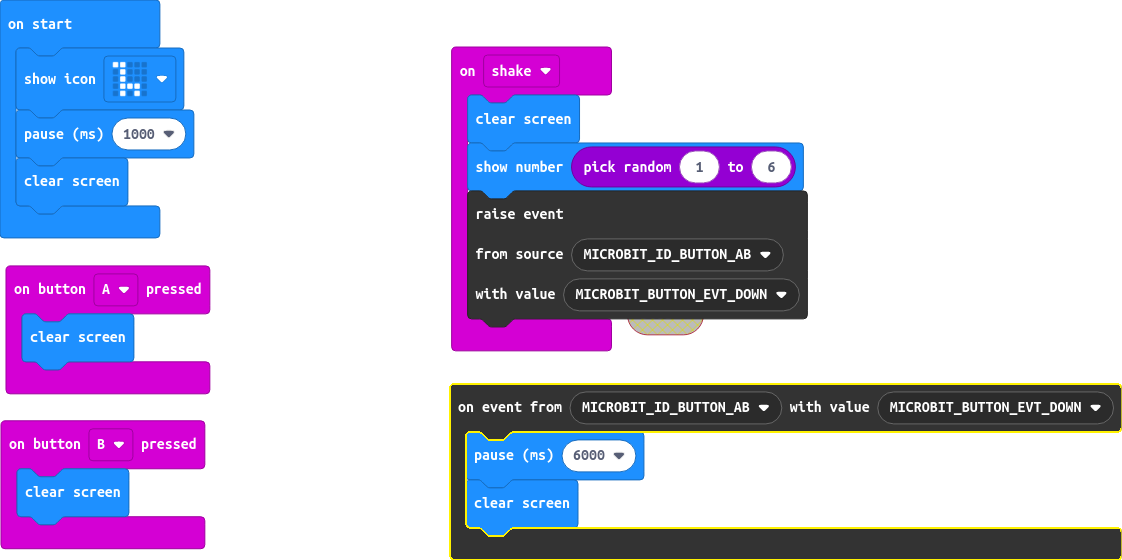 on start
show icon
pause (ms) 1000
clear screen
on button A pressed
clear screen
on button B pressed
clear screen
on shake
clear screen
show number pick random 1 to 6
raise event
from source MICROBIT_ID_BUTTON_AB
with value MICROBIT_BUTTON_EVT_DOWN
on event from MICROBIT_ID_BUTTON_AB with value MICROBIT_BUTTON_EVT_DOWN
pause (ms) 6000
clear screen